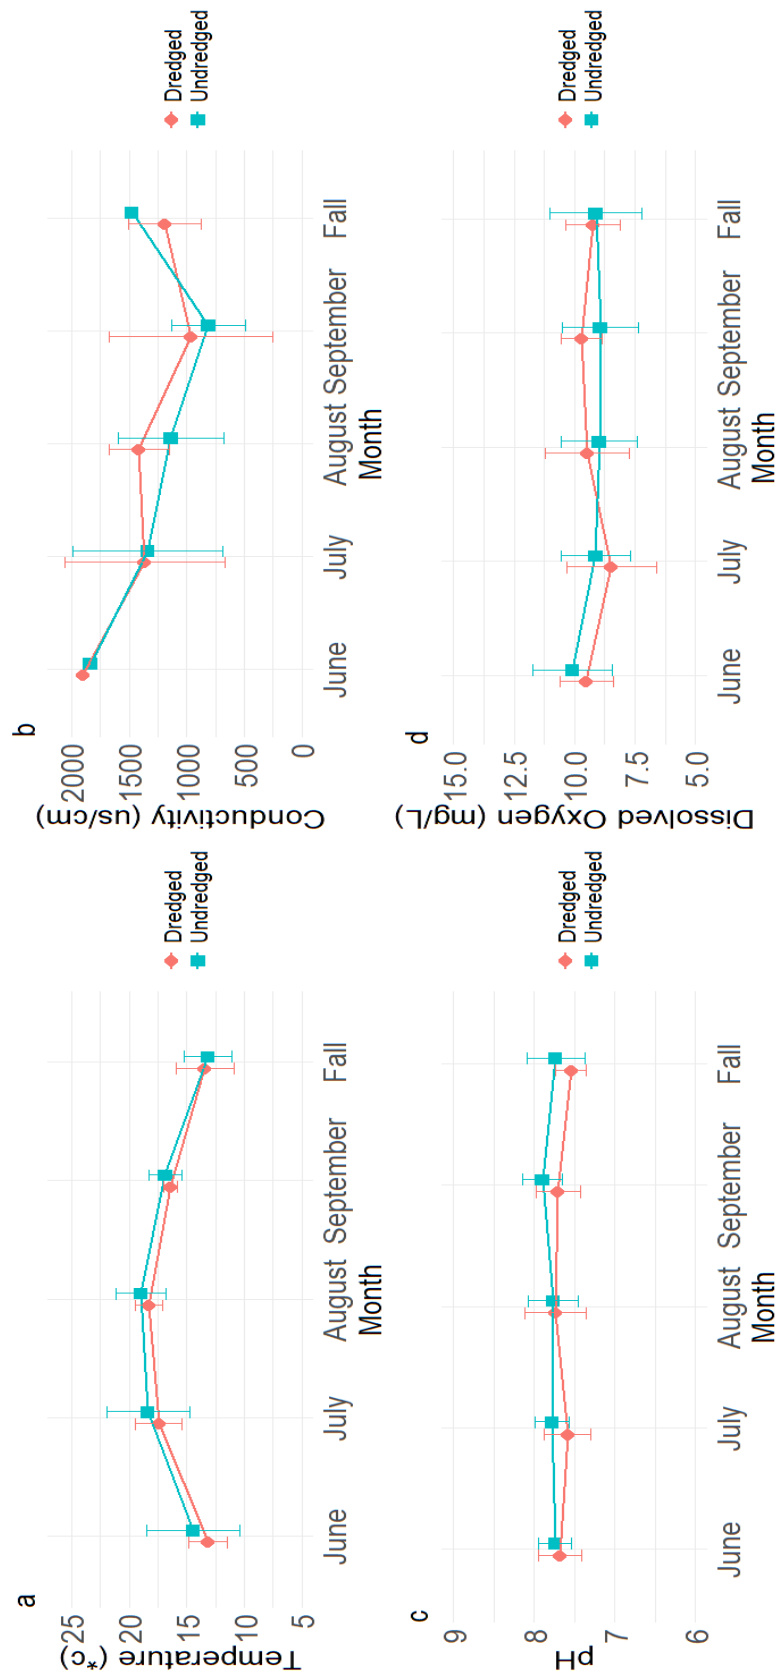 a
Temperature (*c)
25
20
15
10
5
June July August September Fall
Month
Dredged
Undredged
b
Conductivity (us/cm)
2000
1500
1000
500
0
June July August September Fall
Month
Dredged
Undredged
c
pH
9
8
7
6
June July August September Fall
Month
Dredged
Undredged
d
Dissolved Oxygen (mg/L)
15.0
12.5
10.0
7.5
5.0
June July August September Fall
Month
Dredged
Undredged